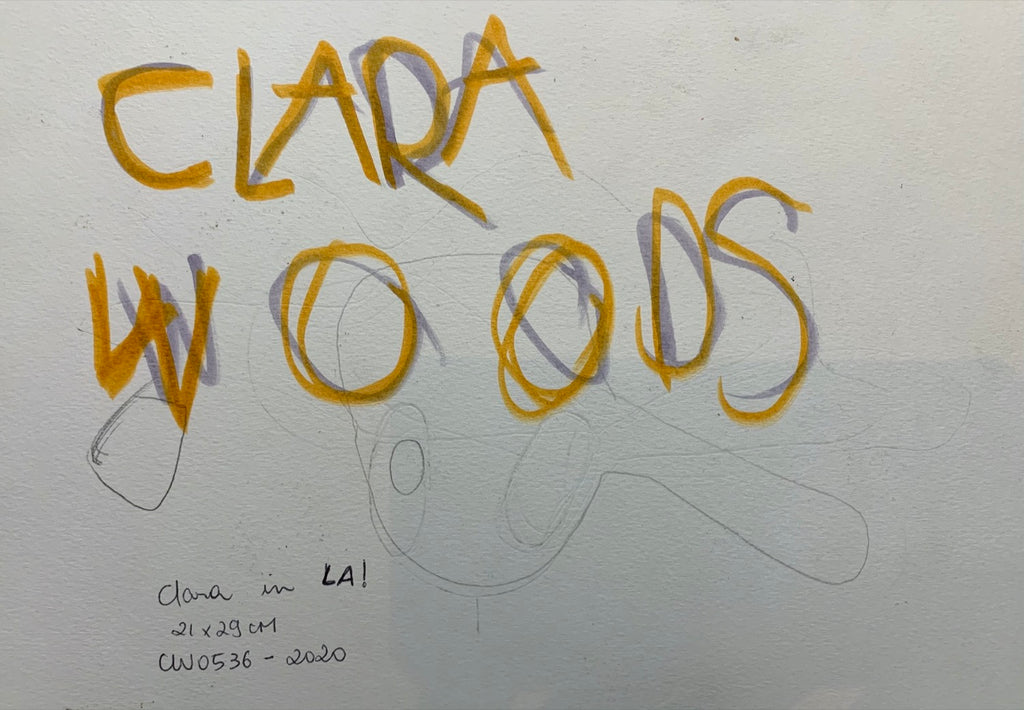 CLARA
WOODS
Clara in LA!
21 x 29 CM
CW0536 - 2020